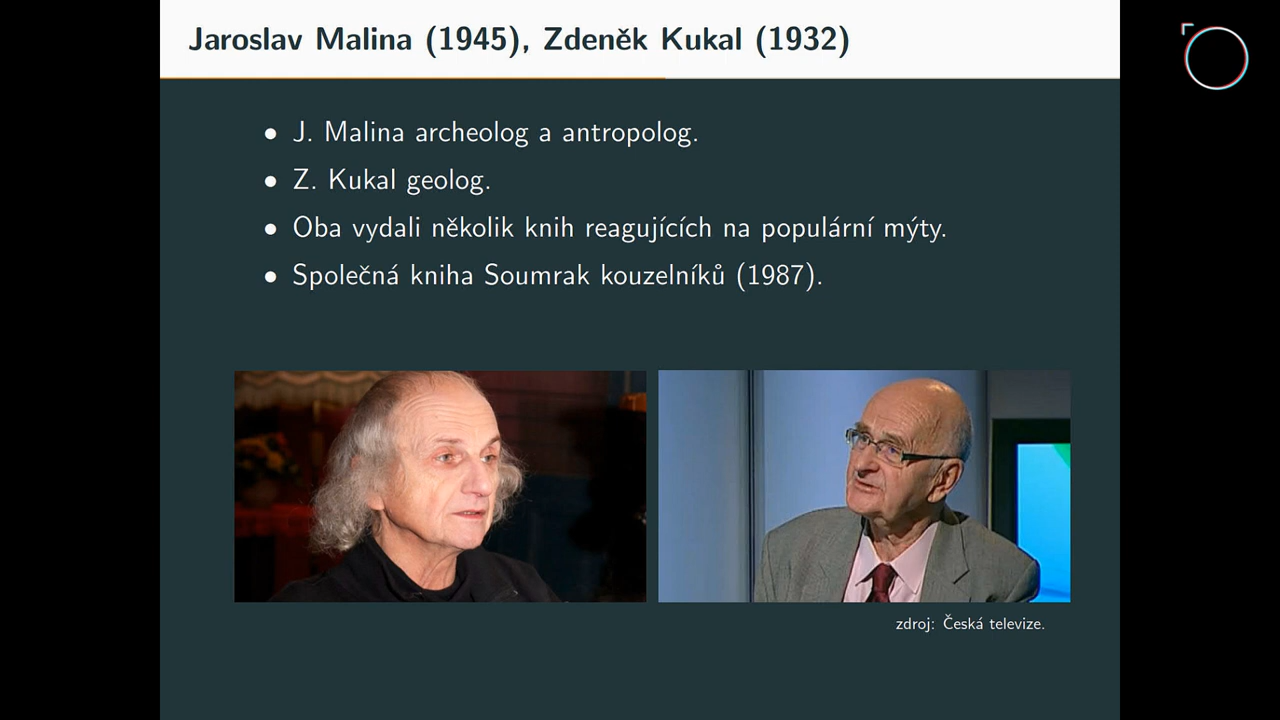 Jaroslav Malina (1945), Zdeněk Kukal (1932)
• J. Malina archeolog a antropolog.
• Z. Kukal geolog.
• Oba vydali několik knih reagujících na populární mýty.
• Společná kniha Soumrak kouzelníků (1987).
zdroj: Česká televize.